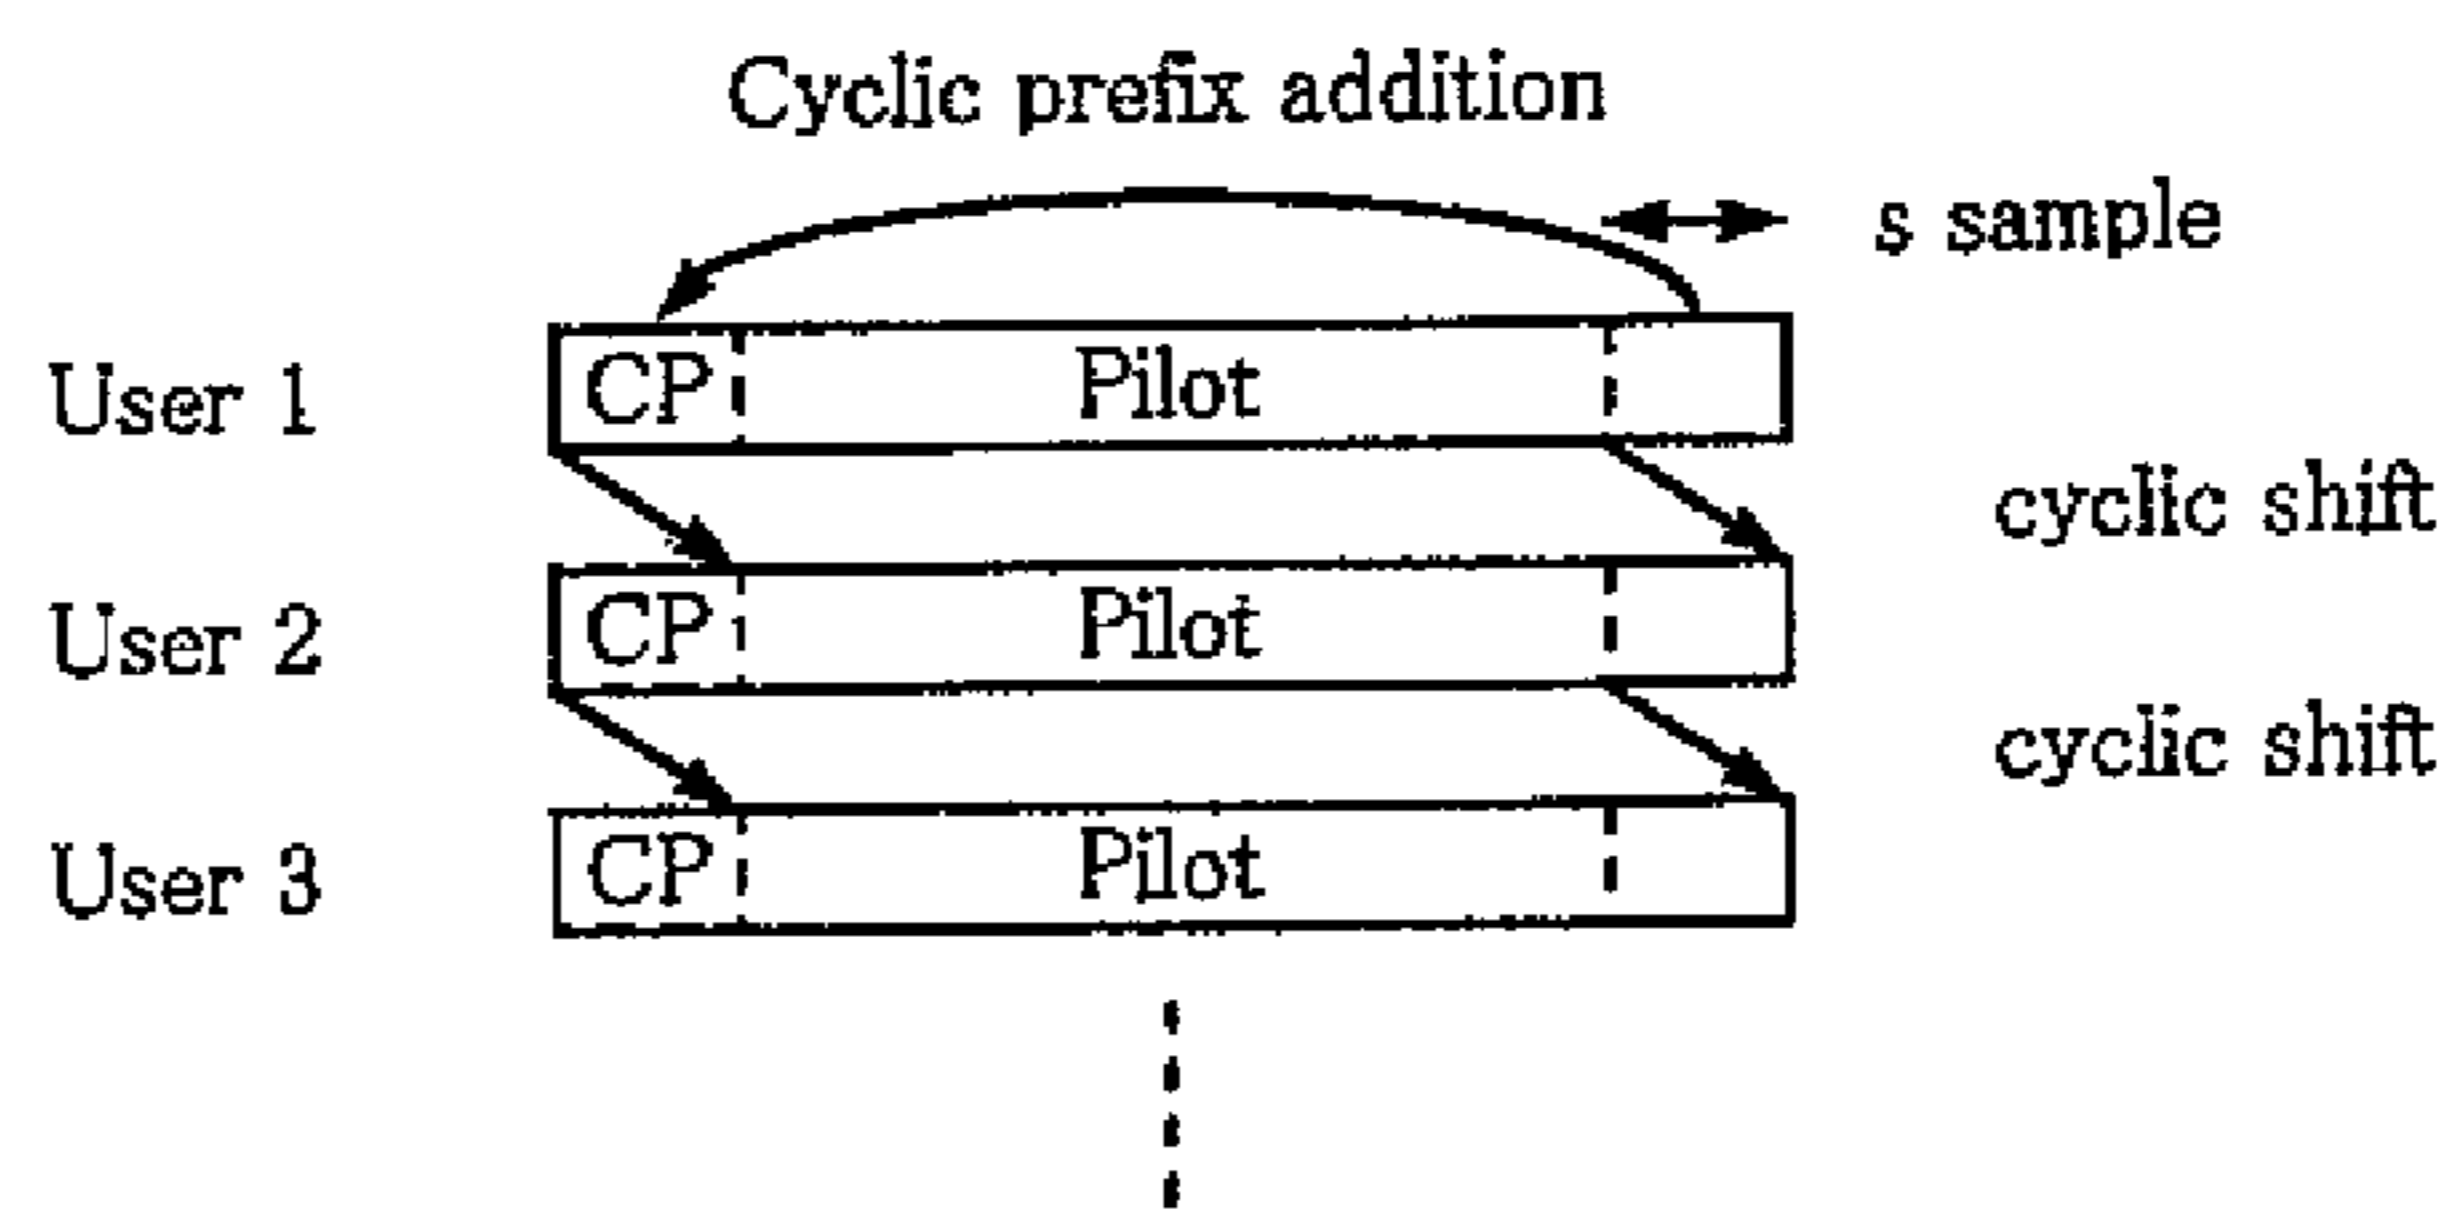 Cyclic prefix addition
s sample
User 1 CP Pilot
cyclic shift
User 2 CP Pilot
cyclic shift
User 3 CP Pilot